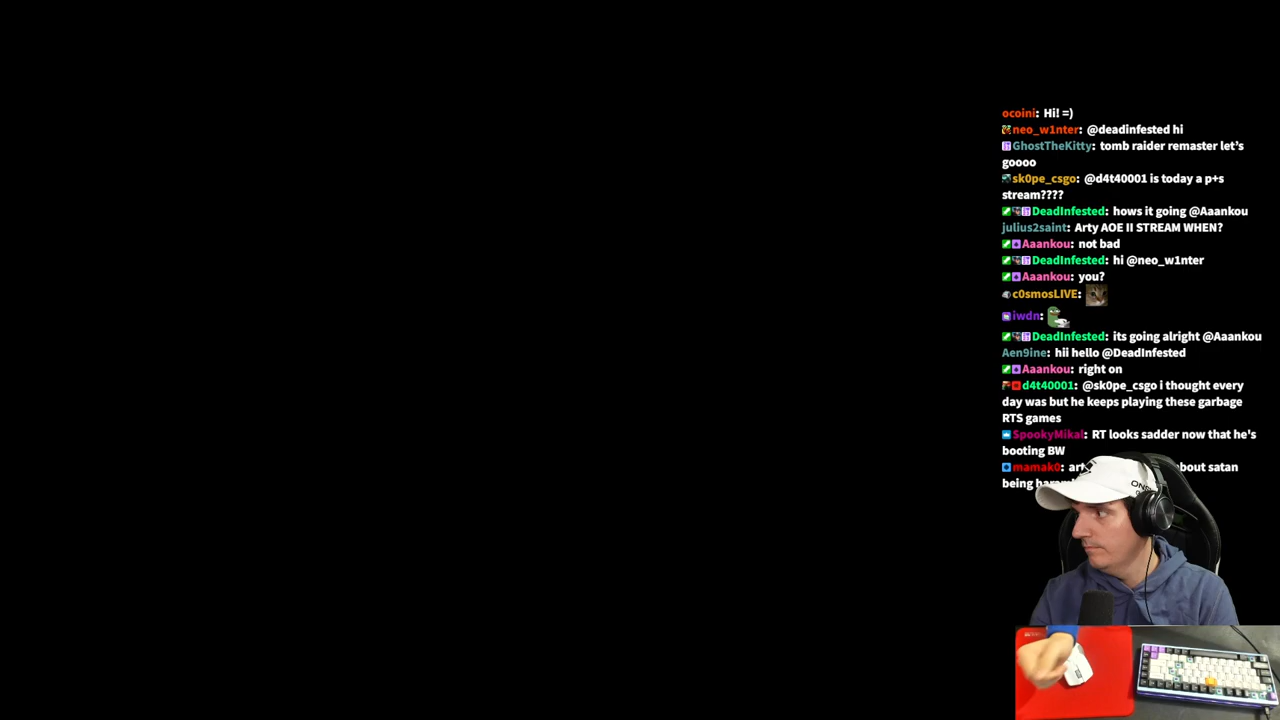 ocoini: Hi! =)
neo_w1nter: @deadinfested hi
GhostTheKitty: tomb raider remaster let's
goooo
sk0pe_csgo: @d4t40001 is today a p+s
stream????
DeadInfested: hows it going @Aaankou
julius2saint: Arty AOE II STREAM WHEN?
Aaankou: not bad
DeadInfested: hi @neo_w1nter
Aaankou: you?
c0smosLIVE:
iwdn:
DeadInfested: its going alright @Aaankou
Aen9ine: hii hello @DeadInfested
Aaankou: right on
d4t40001: @sk0pe_csgo i thought every
day was but he keeps playing these garbage
RTS games
SpookyMikal: RT looks sadder now that he's
booting BW
mamak0: about satan
being